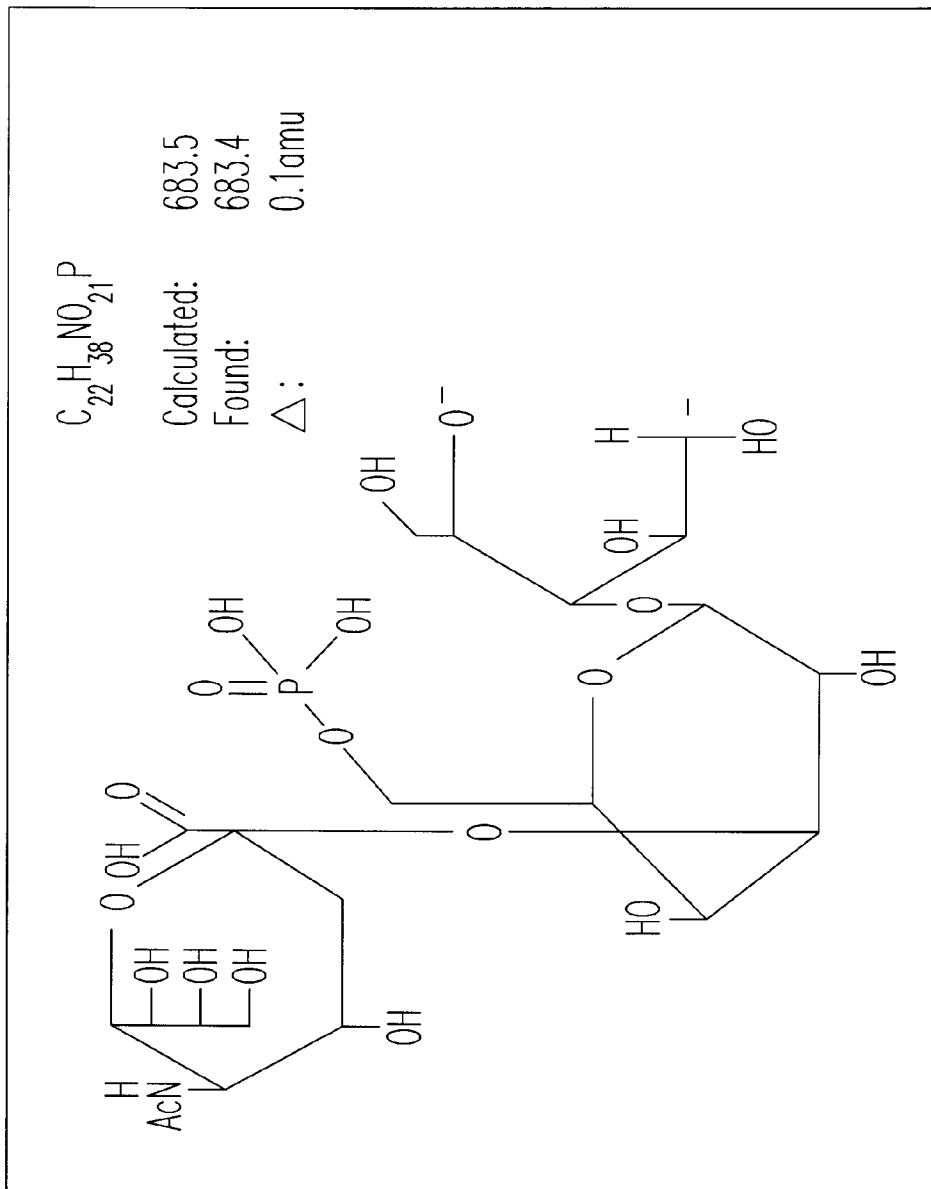 C₂₂H₃₈NO₂₁P
Calculated: 683.5
Found: 683.4
△: 0.1amu
H
O
OH
O
AcN
OH
OH
OH
O
OH
P
O
OH
OH
OH
O⁻
O
O
H
OH
HO
O
−
HO
OH